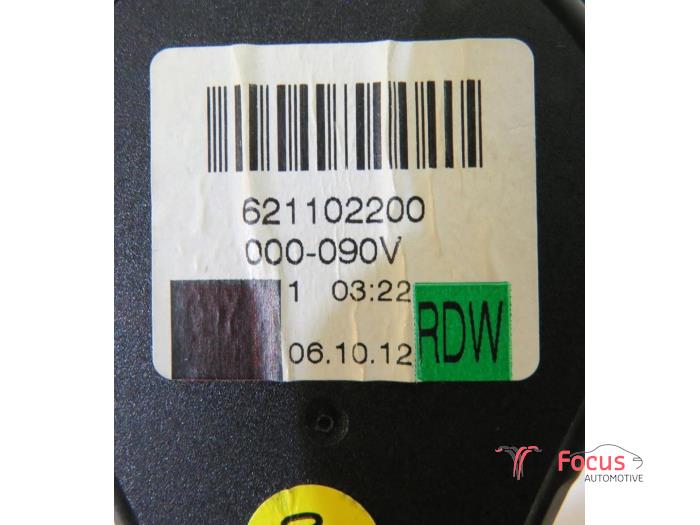 621102200
000-090V
1 03:22
06.10.12 RDW
Focus
AUTOMOTIVE